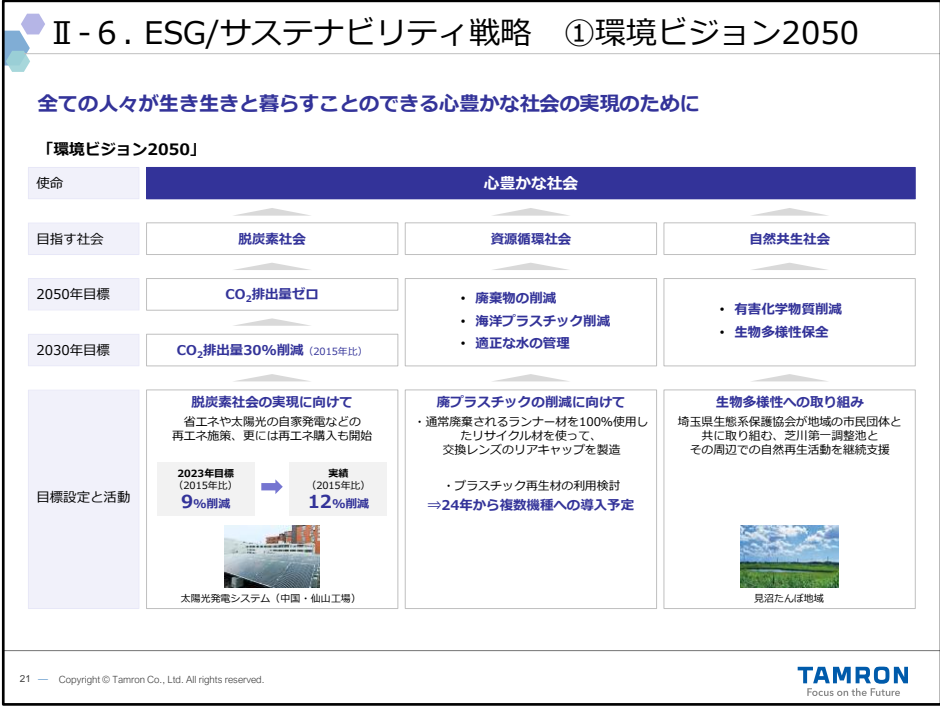 Ⅱ-6. ESG/サステナビリティ戦略　①環境ビジョン2050
全ての人々が生き生きと暮らすことのできる心豊かな社会の実現のために
「環境ビジョン2050」
使命
心豊かな社会
目指す社会
脱炭素社会
資源循環社会
自然共生社会
2050年目標
CO₂排出量ゼロ
2030年目標
CO₂排出量30%削減（2015年比）
・ 廃棄物の削減
・ 海洋プラスチック削減
・ 適正な水の管理
・ 有害化学物質削減
・ 生物多様性保全
目標設定と活動
脱炭素社会の実現に向けて
省エネや太陽光の自家発電などの
再エネ施策、更には再エネ購入も開始
2023年目標
（2015年比）
9%削減
実績
（2015年比）
12%削減
太陽光発電システム（中国・仙山工場）
廃プラスチックの削減に向けて
・通常廃棄されるランナー材を100%使用し
たリサイクル材を使って、
交換レンズのリアキャップを製造
・プラスチック再生材の利用検討
⇒24年から複数機種への導入予定
生物多様性への取り組み
埼玉県生態系保護協会が地域の市民団体と
共に取り組む、芝川第一調整池と
その周辺での自然再生活動を継続支援
見沼たんぼ地域
21 — Copyright © Tamron Co., Ltd. All rights reserved.
TAMRON
Focus on the Future